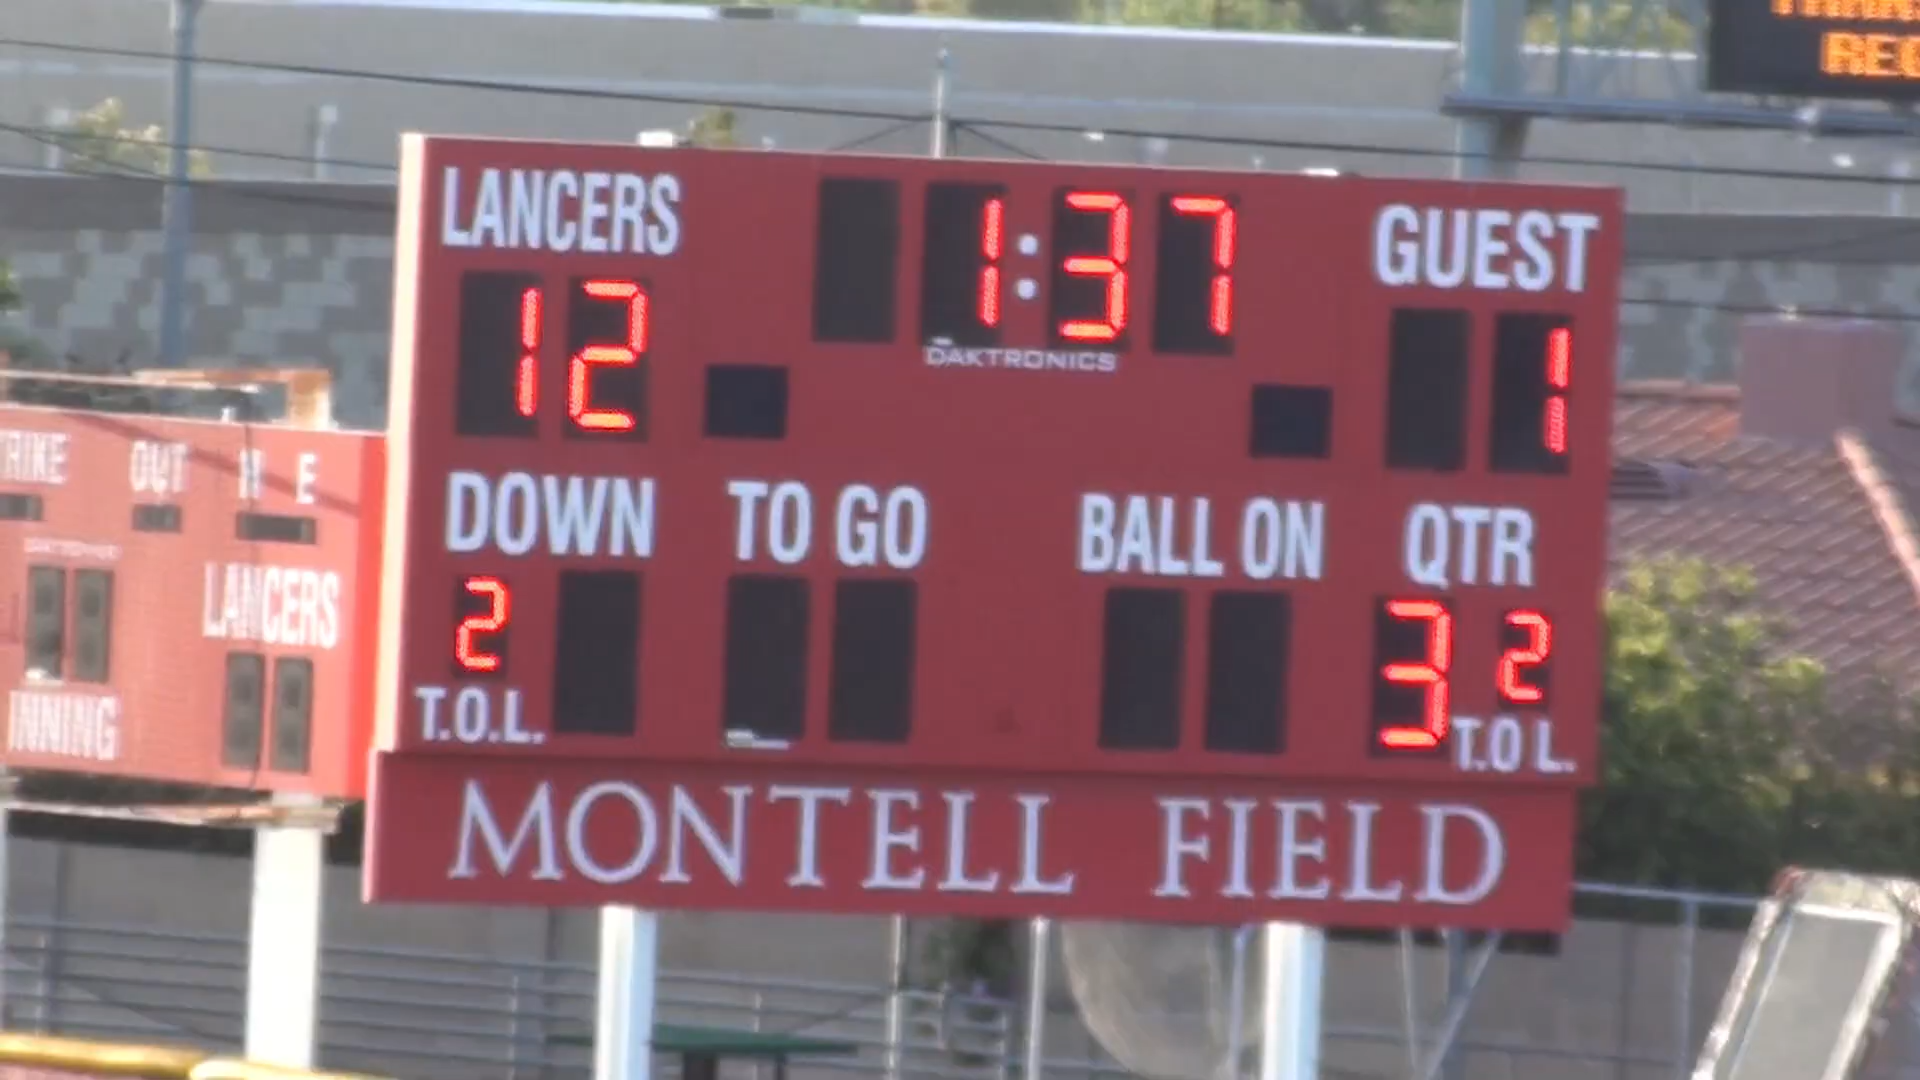 REC
LANCERS 1:37 GUEST
12 1
DAKTRONICS
DOWN TO GO BALL ON QTR
2 3 2
T.O.L. T.O.L.
MONTELL FIELD
OUT H E
LANCERS
INNING